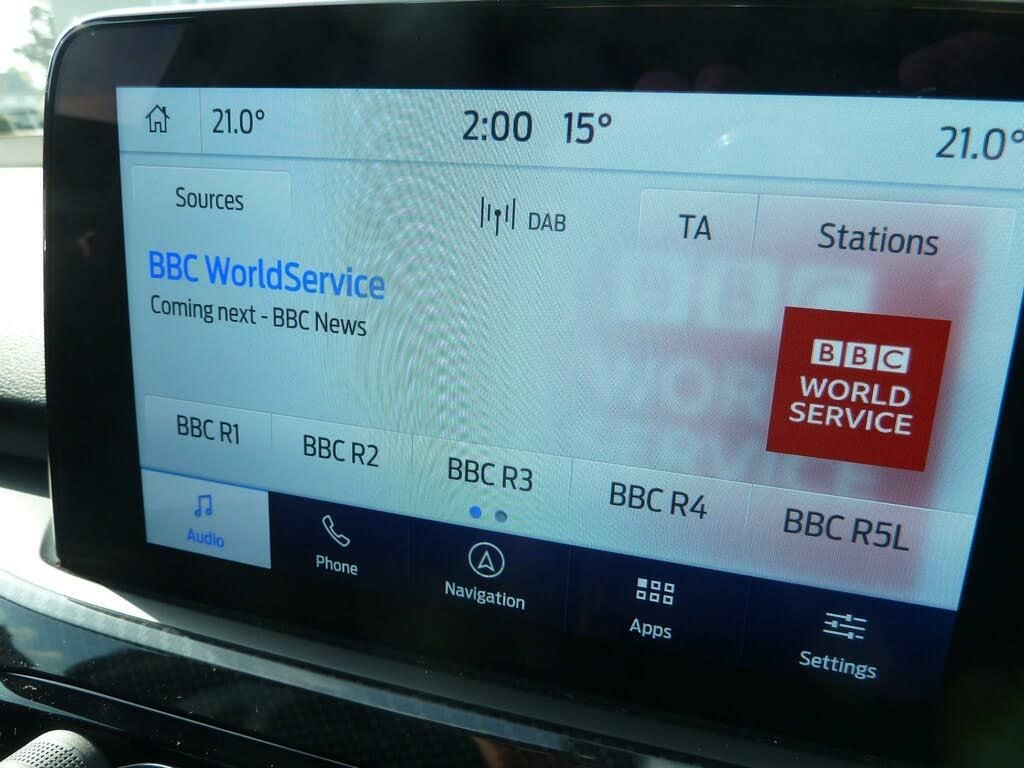 21.0°
2:00 15°
21.0°
Sources
DAB
TA
Stations
BBC WorldService
Coming next - BBC News
BBC
WORLD
SERVICE
BBC R1
BBC R2
BBC R3
BBC R4
BBC R5L
Audio
Phone
Navigation
Apps
Settings